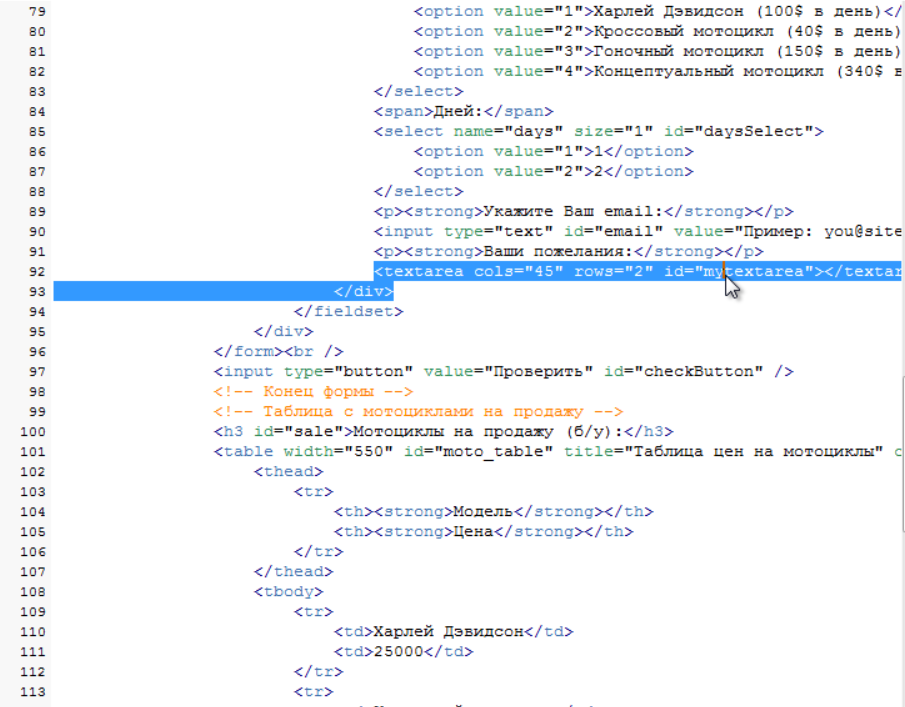 79 <option value="1">Харлей Дэвидсон (100$ в день)</
80 <option value="2">Кроссовый мотоцикл (40$ в день)
81 <option value="3">Гоночный мотоцикл (150$ в день)
82 <option value="4">Концептуальный мотоцикл (340$ в
83 </select>
84 <span>Дней:</span>
85 <select name="days" size="1" id="daysSelect">
86 <option value="1">1</option>
87 <option value="2">2</option>
88 </select>
89 <p><strong>Укажите Ваш email:</strong></p>
90 <input type="text" id="email" value="Пример: you@site
91 <p><strong>Ваши пожелания:</strong></p>
92 <textarea cols="45" rows="2" id="mytextarea"></textar
93 </div>
94 </fieldset>
95 </div>
96 </form><br />
97 <input type="button" value="Проверить" id="checkButton" />
98 <!-- Конец формы -->
99 <!-- Таблица с мотоциклами на продажу -->
100 <h3 id="sale">Мотоциклы на продажу (б/у):</h3>
101 <table width="550" id="moto_table" title="Таблица цен на мотоциклы" c
102 <thead>
103 <tr>
104 <th><strong>Модель</strong></th>
105 <th><strong>Цена</strong></th>
106 </tr>
107 </thead>
108 <tbody>
109 <tr>
110 <td>Харлей Дэвидсон</td>
111 <td>25000</td>
112 </tr>
113 <tr>